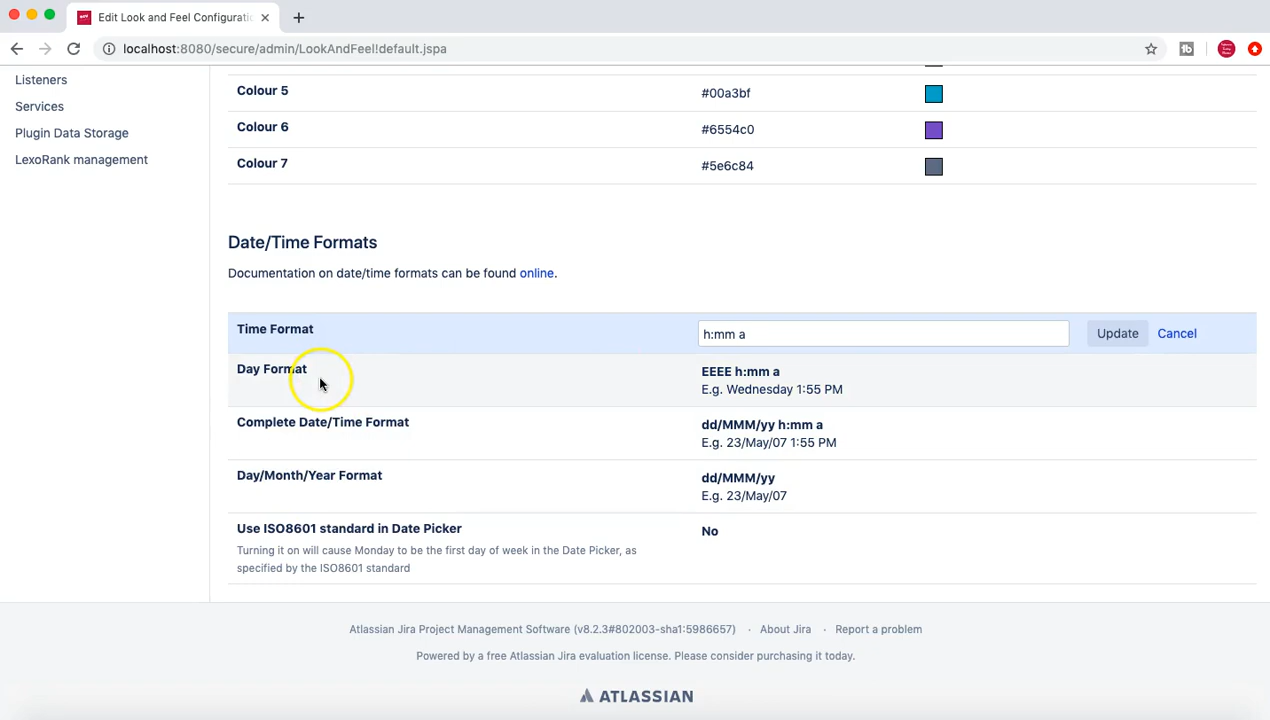 Edit Look and Feel Configuratio
localhost:8080/secure/admin/LookAndFeel!default.jspa
Listeners
Services
Plugin Data Storage
LexoRank management
Colour 5 #00a3bf
Colour 6 #6554c0
Colour 7 #5e6c84
Date/Time Formats
Documentation on date/time formats can be found online.
Time Format h:mm a Update Cancel
Day Format EEEE h:mm a
E.g. Wednesday 1:55 PM
Complete Date/Time Format dd/MMM/yy h:mm a
E.g. 23/May/07 1:55 PM
Day/Month/Year Format dd/MMM/yy
E.g. 23/May/07
Use ISO8601 standard in Date Picker No
Turning it on will cause Monday to be the first day of week in the Date Picker, as
specified by the ISO8601 standard
Atlassian Jira Project Management Software (v8.2.3#802003-sha1:5986657) · About Jira · Report a problem
Powered by a free Atlassian Jira evaluation license. Please consider purchasing it today.
ATLASSIAN